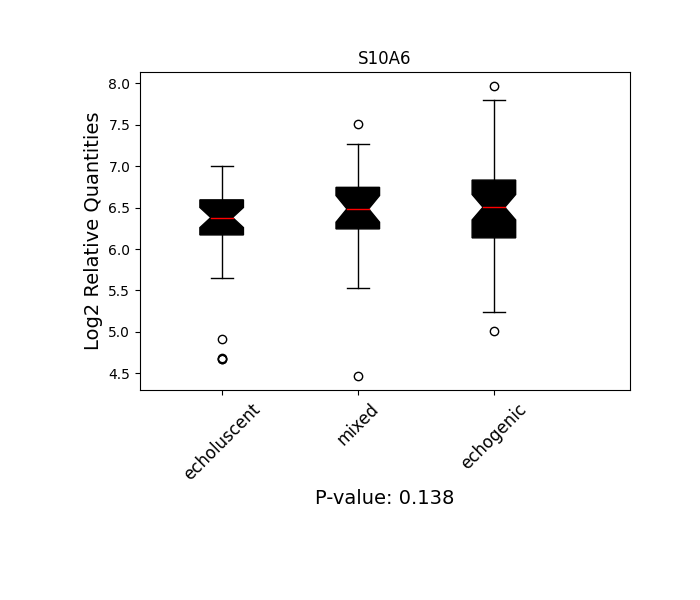 S10A6
Log2 Relative Quantities
8.0
7.5
7.0
6.5
6.0
5.5
5.0
4.5
echoluscent
mixed
echogenic
P-value: 0.138